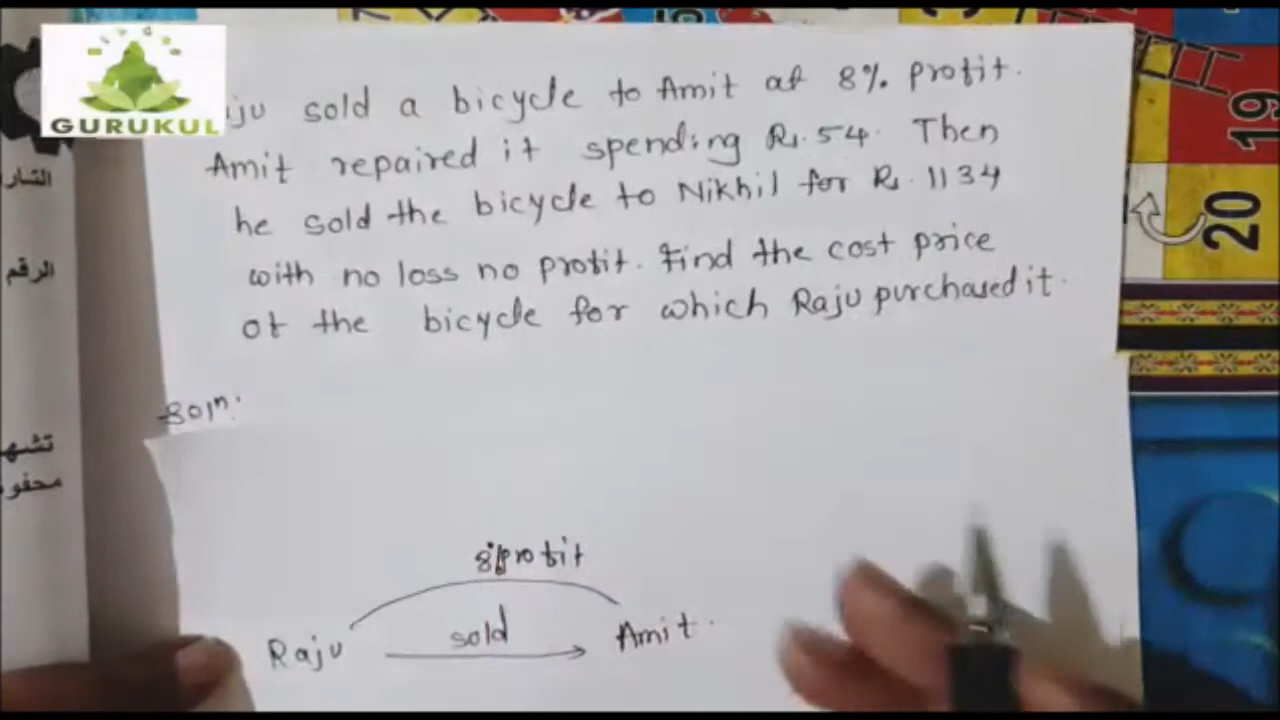 GURUKUL
sold a bicycle to Amit at 8% profit.
Amit repaired it spending Rs. 54. Then
he sold the bicycle to Nikhil for Rs. 1134
with no loss no profit. Find the cost price
of the bicycle for which Raju purchased it.
Soln:
8% profit
Raju sold Amit.
19
20
الرقم